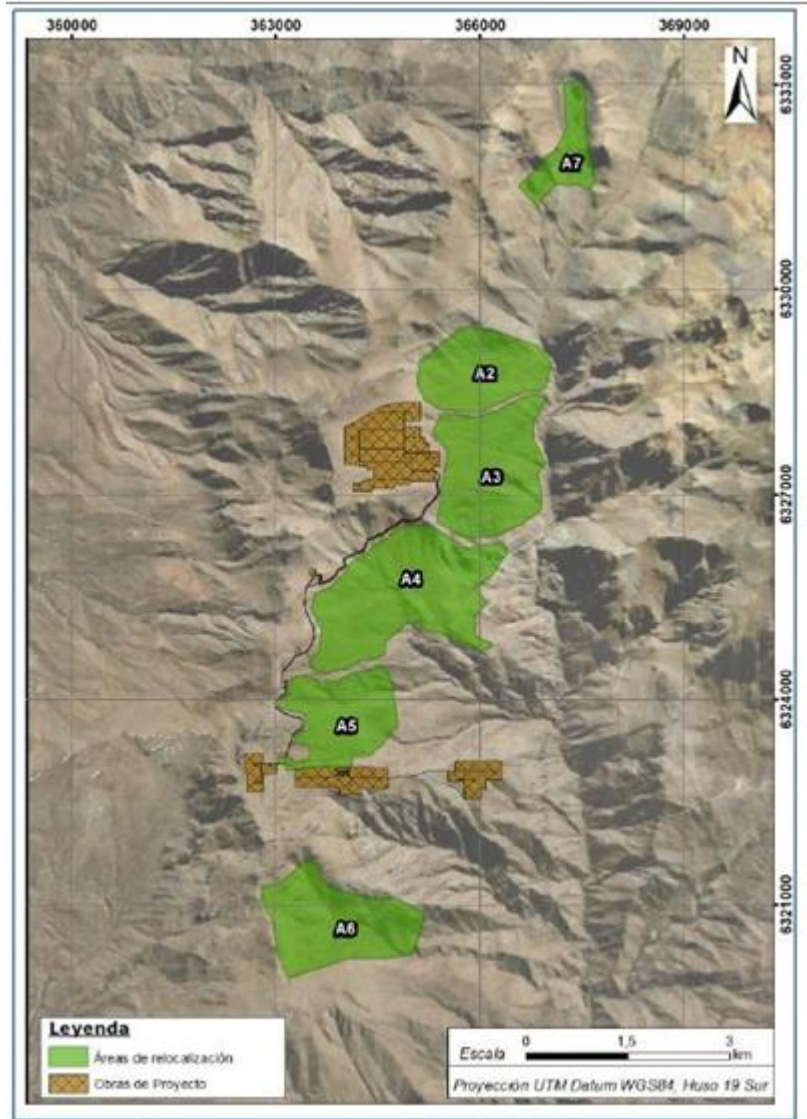 360000 363000 366000 369000
N
6333000
A7
6330000
A2
A3
6327000
A4
6324000
A5
6321000
A6
Leyenda
Áreas de relocalización
Obras de Proyecto
Escala 0 1,5 3 km
Proyección UTM Datum WGS84, Huso 19 Sur